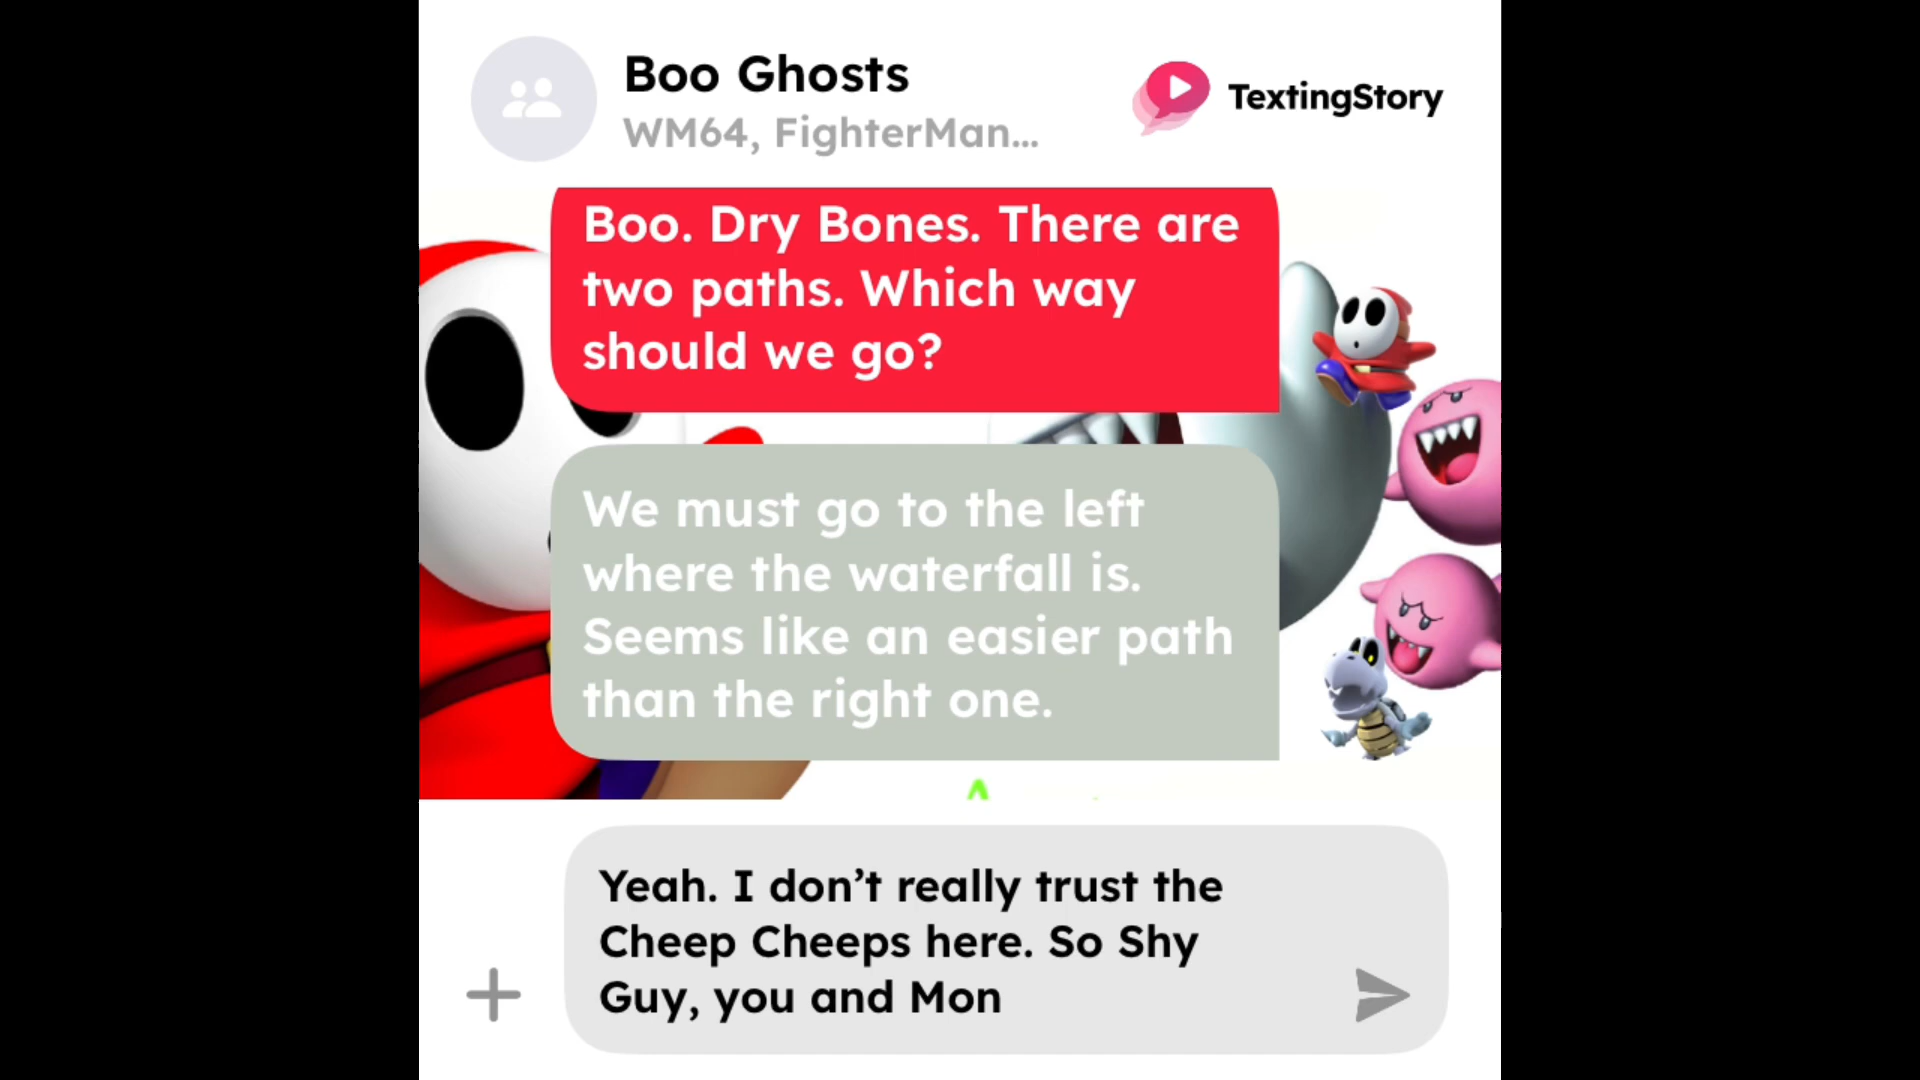 Boo Ghosts
WM64, FighterMan...
TextingStory
Boo. Dry Bones. There are
two paths. Which way
should we go?
We must go to the left
where the waterfall is.
Seems like an easier path
than the right one.
Yeah. I don’t really trust the
Cheep Cheeps here. So Shy
Guy, you and Mon